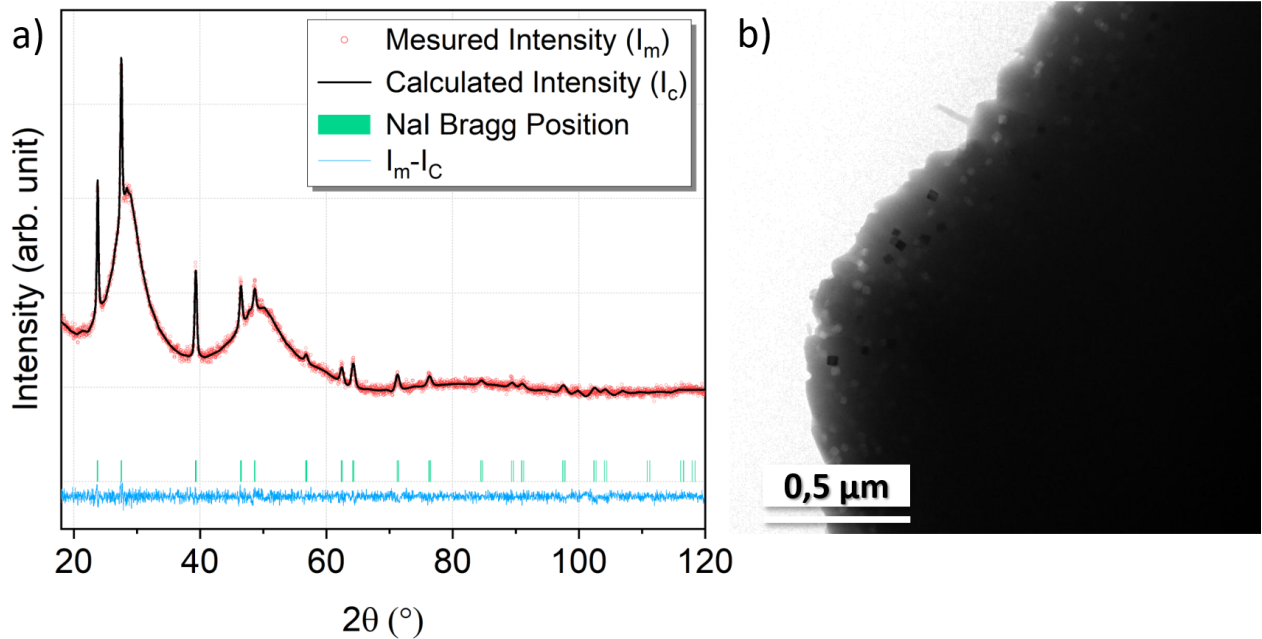 a)
Mesured Intensity (Im)
Calculated Intensity (Ic)
NaI Bragg Position
Im-IC
Intensity (arb. unit)
20 40 60 80 100 120
2θ (°)
b)
0,5 µm